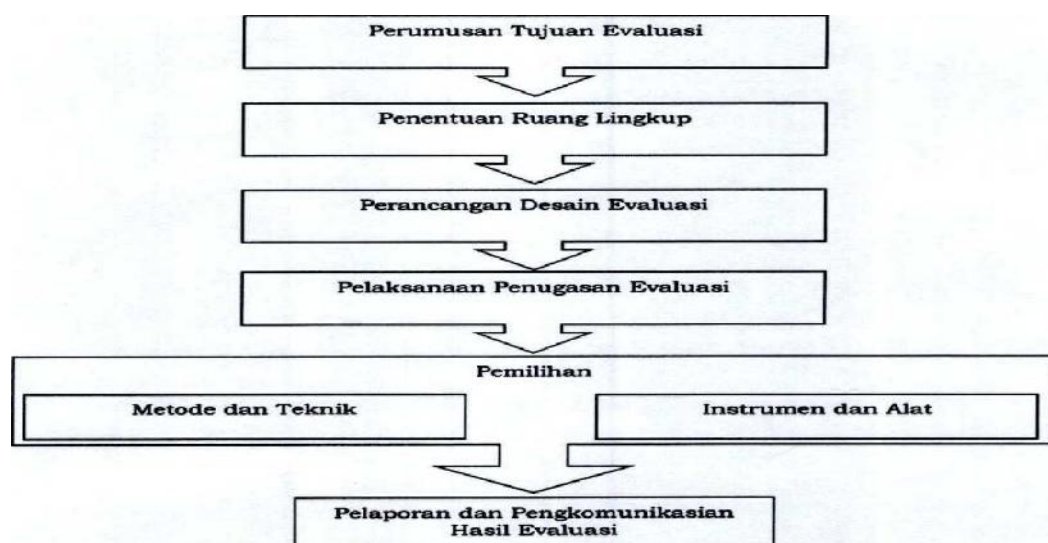 Perumusan Tujuan Evaluasi
Penentuan Ruang Lingkup
Perancangan Desain Evaluasi
Pelaksanaan Penugasan Evaluasi
Pemilihan
Metode dan Teknik
Instrumen dan Alat
Pelaporan dan Pengkomunikasian
Hasil Evaluasi